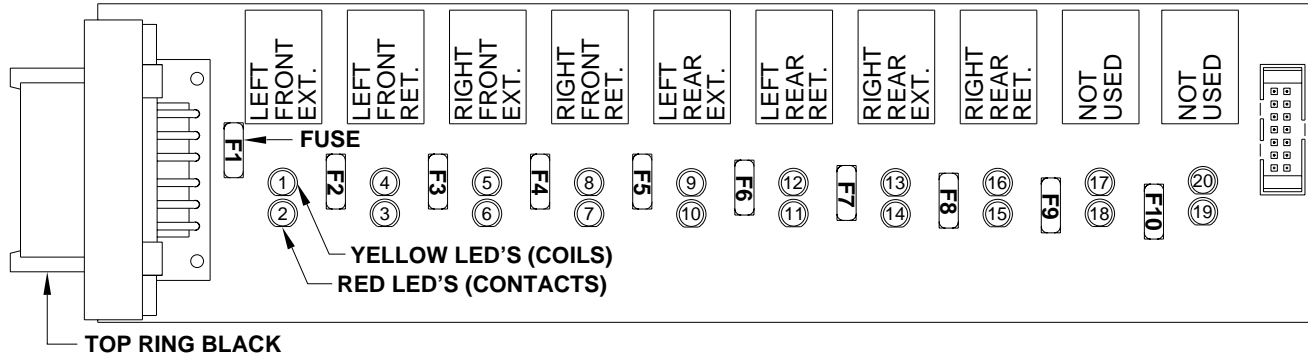 LEFT
FRONT
EXT.
LEFT
FRONT
RET.
RIGHT
FRONT
EXT.
RIGHT
FRONT
RET.
LEFT
REAR
EXT.
LEFT
REAR
RET.
RIGHT
REAR
EXT.
RIGHT
REAR
RET.
NOT
USED
NOT
USED
F1
FUSE
F2
F3
F4
F5
F6
F7
F8
F9
F10
1
4
5
8
9
12
13
16
17
20
2
3
6
7
10
11
14
15
18
19
YELLOW LED'S (COILS)
RED LED'S (CONTACTS)
TOP RING BLACK